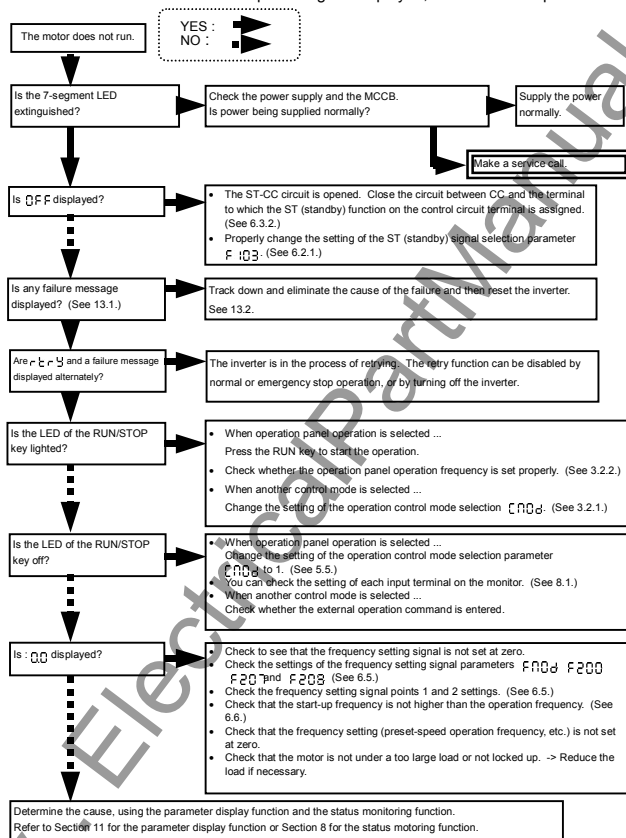 The motor does not run.
YES :
NO :
Is the 7-segment LED
extinguished?
Check the power supply and the MCCB.
Is power being supplied normally?
Supply the power
normally.
Make a service call.
Is OFF displayed?
• The ST-CC circuit is opened. Close the circuit between CC and the terminal
to which the ST (standby) function on the control circuit terminal is assigned.
(See 6.3.2.)
• Properly change the setting of the ST (standby) signal selection parameter
F103. (See 6.2.1.)
Is any failure message
displayed? (See 13.1.)
Track down and eliminate the cause of the failure and then reset the inverter.
See 13.2.
Are rtry and a failure message
displayed alternately?
The inverter is in the process of retrying. The retry function can be disabled by
normal or emergency stop operation, or by turning off the inverter.
Is the LED of the RUN/STOP
key lighted?
• When operation panel operation is selected ...
Press the RUN key to start the operation.
• Check whether the operation panel operation frequency is set properly. (See 3.2.2.)
• When another control mode is selected ...
Change the setting of the operation control mode selection CMOd. (See 3.2.1.)
Is the LED of the RUN/STOP
key off?
• When operation panel operation is selected ...
Change the setting of the operation control mode selection parameter
CMOd to 1. (See 5.5.)
• You can check the setting of each input terminal on the monitor. (See 8.1.)
• When another control mode is selected ...
Check whether the external operation command is entered.
Is : 0.0 displayed?
• Check to see that the frequency setting signal is not set at zero.
• Check the settings of the frequency setting signal parameters FMOd F200
F207 and F208 (See 6.5.)
• Check the frequency setting signal points 1 and 2 settings. (See 6.5.)
• Check that the start-up frequency is not higher than the operation frequency. (See
6.6.)
• Check that the frequency setting (preset-speed operation frequency, etc.) is not set
at zero.
• Check that the motor is not under a too large load or not locked up. -> Reduce the
load if necessary.
Determine the cause, using the parameter display function and the status monitoring function.
Refer to Section 11 for the parameter display function or Section 8 for the status motoring function.
ElectricalPartManual